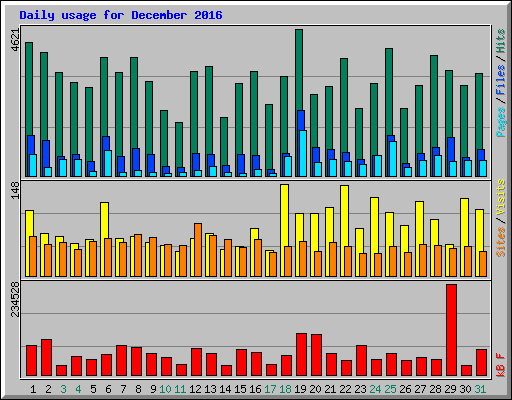 Daily usage for December 2016
4621
Pages / Files / Hits
148
Sites / Visits
234528
kB F
1 2 3 4 5 6 7 8 9 10 11 12 13 14 15 16 17 18 19 20 21 22 23 24 25 26 27 28 29 30 31